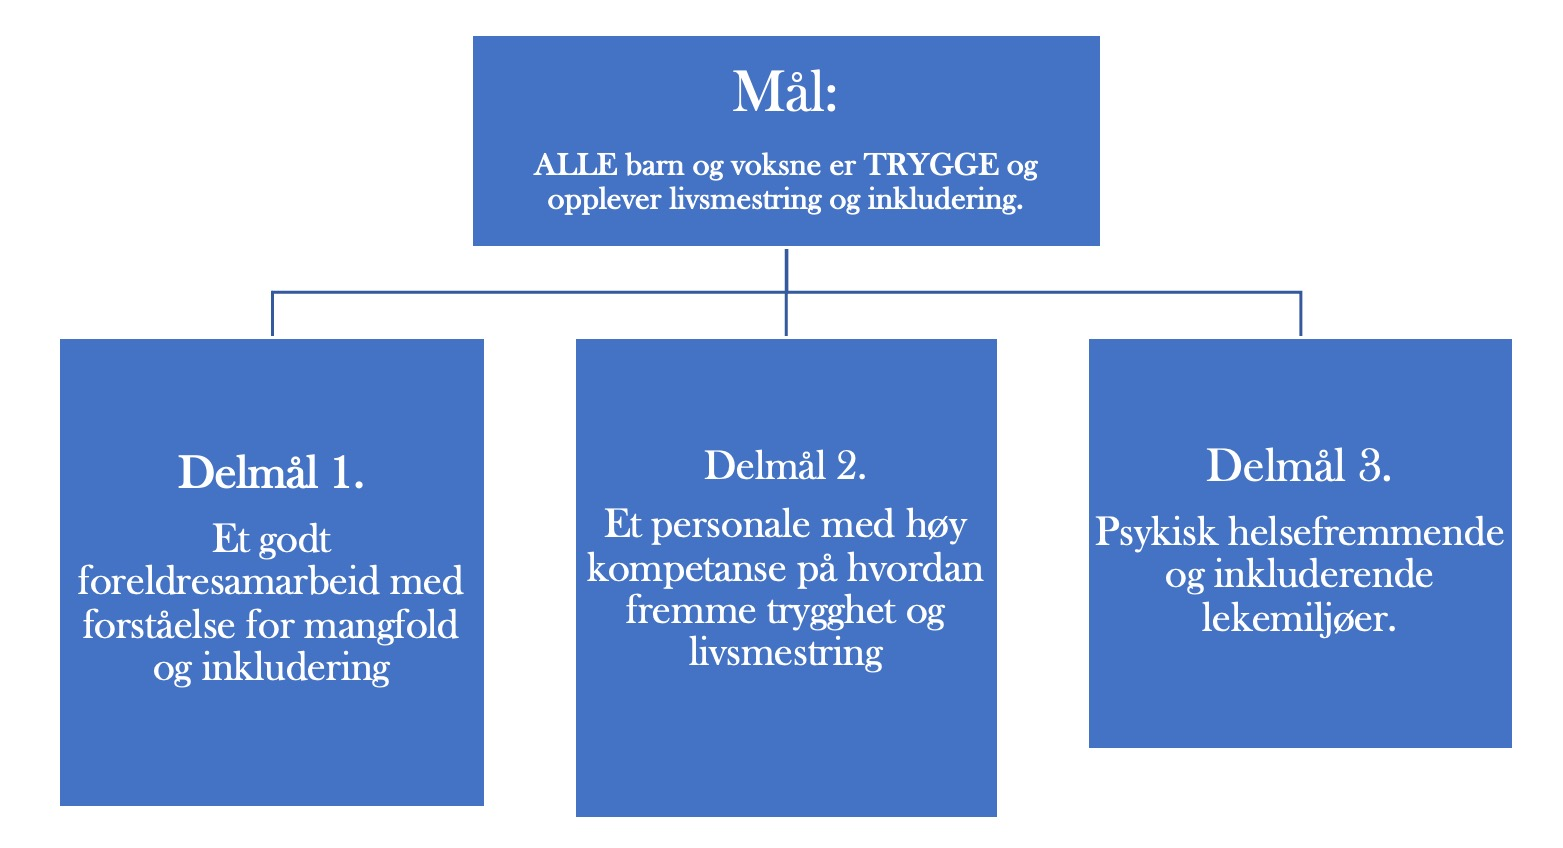 Mål:
ALLE barn og voksne er TRYGGE og
opplever livsmestring og inkludering.
Delmål 1.
Et godt
foreldresamarbeid med
forståelse for mangfold
og inkludering
Delmål 2.
Et personale med høy
kompetanse på hvordan
fremme trygghet og
livsmestring
Delmål 3.
Psykisk helsefremmende
og inkluderende
lekemiljøer.